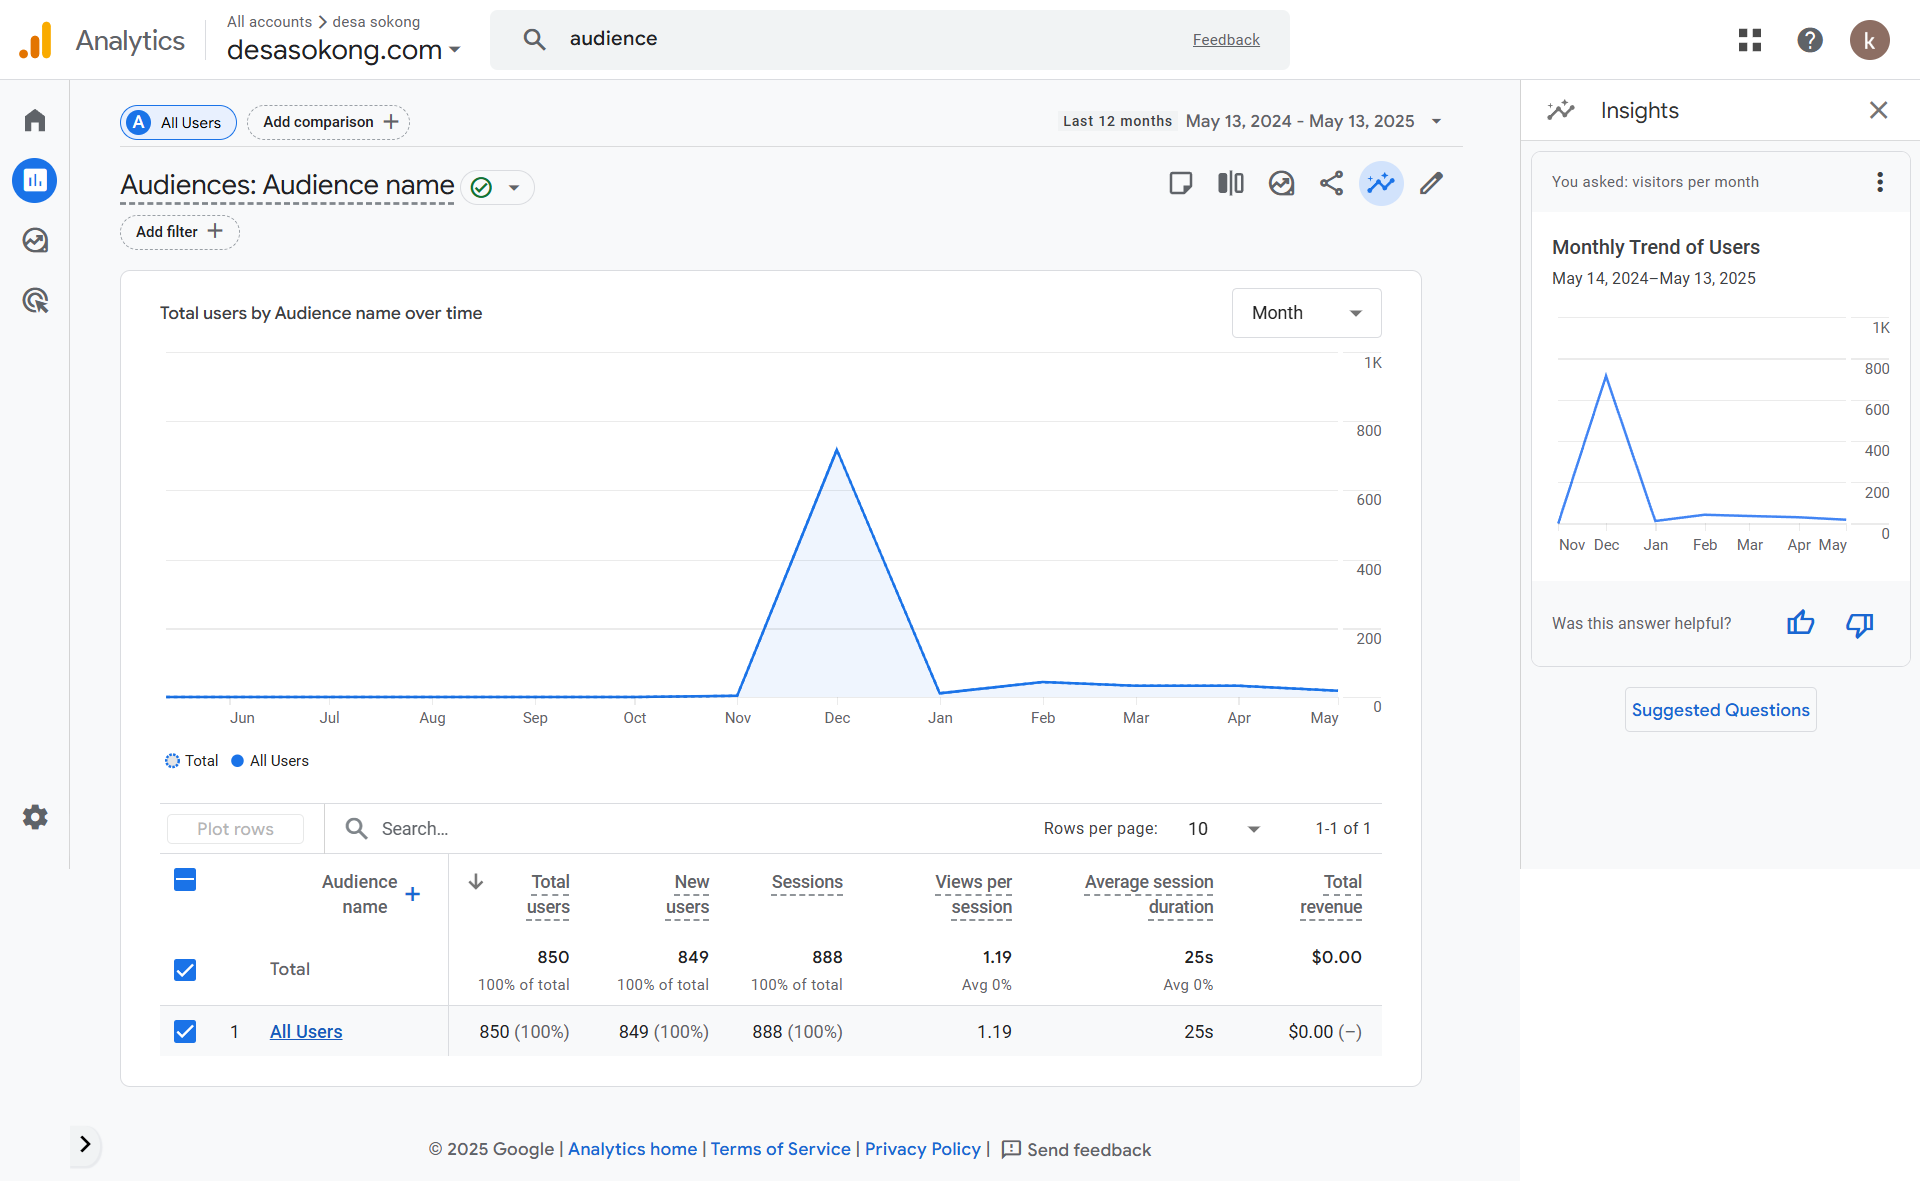 Analytics
All accounts > desa sokong
desasokong.com
audience
Feedback
k
A All Users
Add comparison +
Last 12 months May 13, 2024 - May 13, 2025
Audiences: Audience name
Add filter +
Total users by Audience name over time
Month
1K
800
600
400
200
0
Jun Jul Aug Sep Oct Nov Dec Jan Feb Mar Apr May
Total All Users
Plot rows Search... Rows per page: 10 1-1 of 1
Audience name + Total users New users Sessions Views per session Average session duration Total revenue
Total 850 849 888 1.19 25s $0.00
100% of total 100% of total 100% of total Avg 0% Avg 0%
1 All Users 850 (100%) 849 (100%) 888 (100%) 1.19 25s $0.00 (–)
© 2025 Google | Analytics home | Terms of Service | Privacy Policy | Send feedback
Insights
You asked: visitors per month
Monthly Trend of Users
May 14, 2024–May 13, 2025
1K
800
600
400
200
0
Nov Dec Jan Feb Mar Apr May
Was this answer helpful?
Suggested Questions